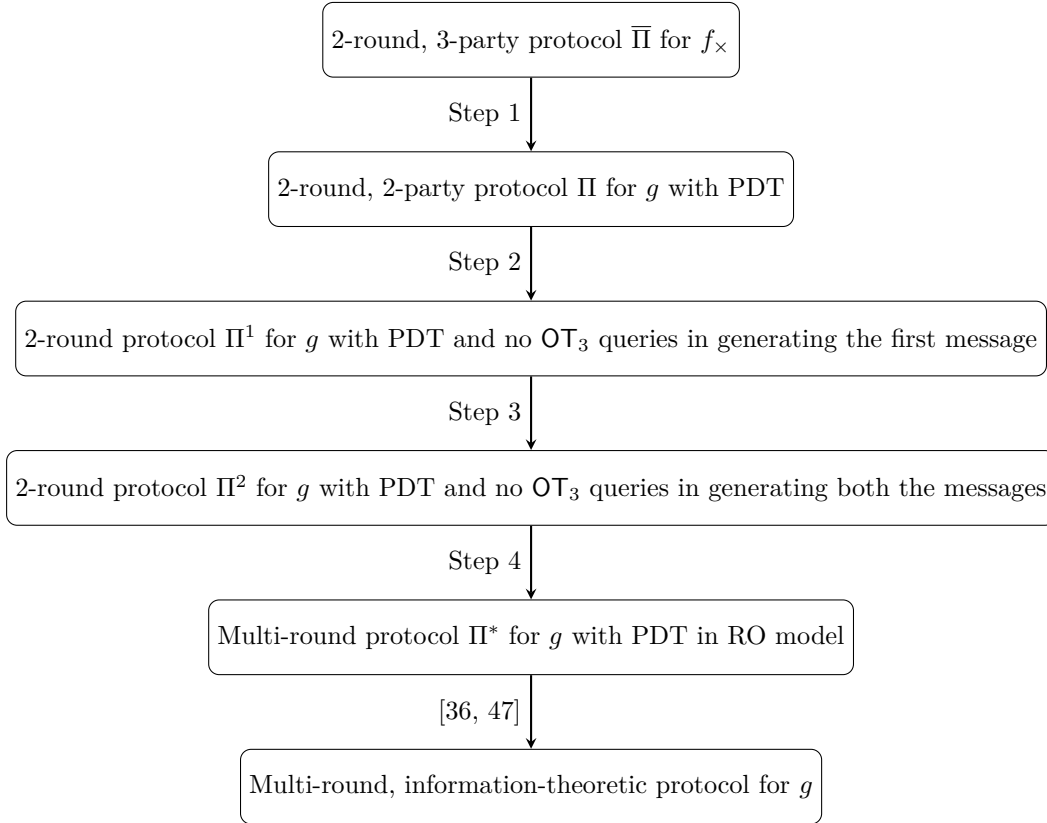 2-round, 3-party protocol Π̅ for f×
Step 1
2-round, 2-party protocol Π for g with PDT
Step 2
2-round protocol Π¹ for g with PDT and no OT₃ queries in generating the first message
Step 3
2-round protocol Π² for g with PDT and no OT₃ queries in generating both the messages
Step 4
Multi-round protocol Π* for g with PDT in RO model
[36, 47]
Multi-round, information-theoretic protocol for g